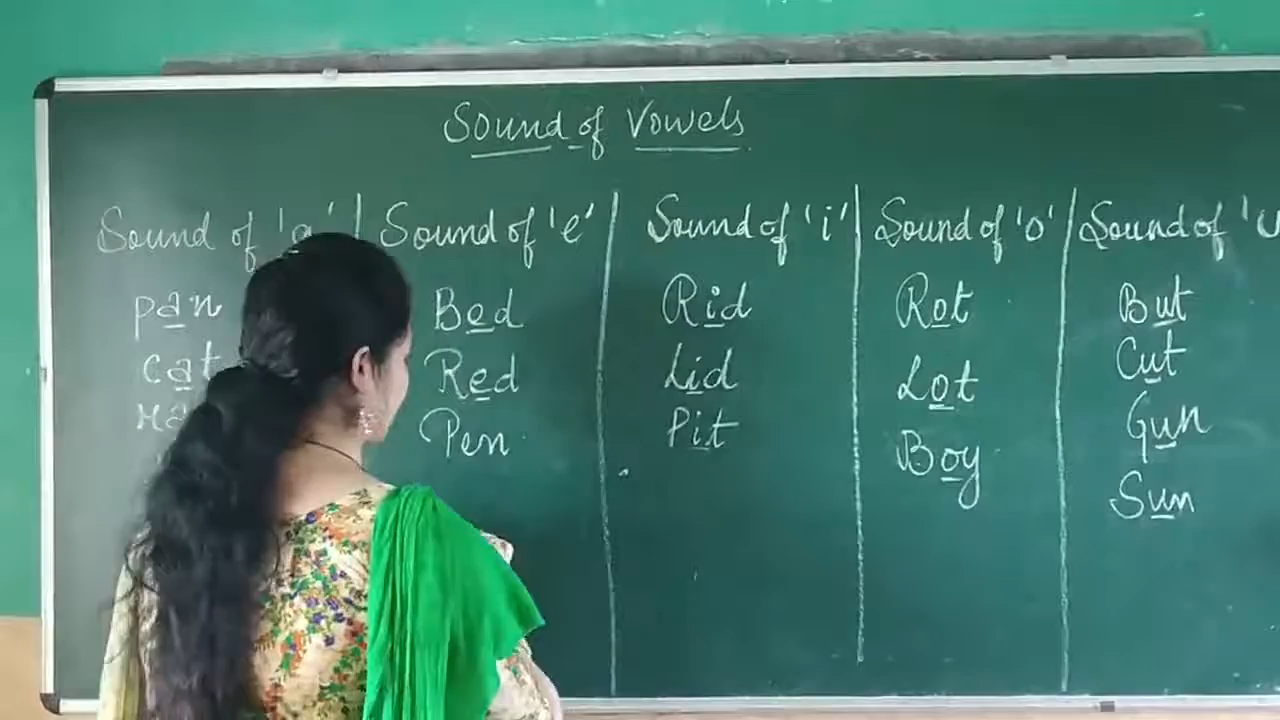 Sound of Vowels
Sound of 'a' Sound of 'e' Sound of 'i' Sound of 'o' Sound of 'u
pan Bed Rid Rot But
cat Red Lid Lot Cut
Pen Pit Boy Gun
Sun